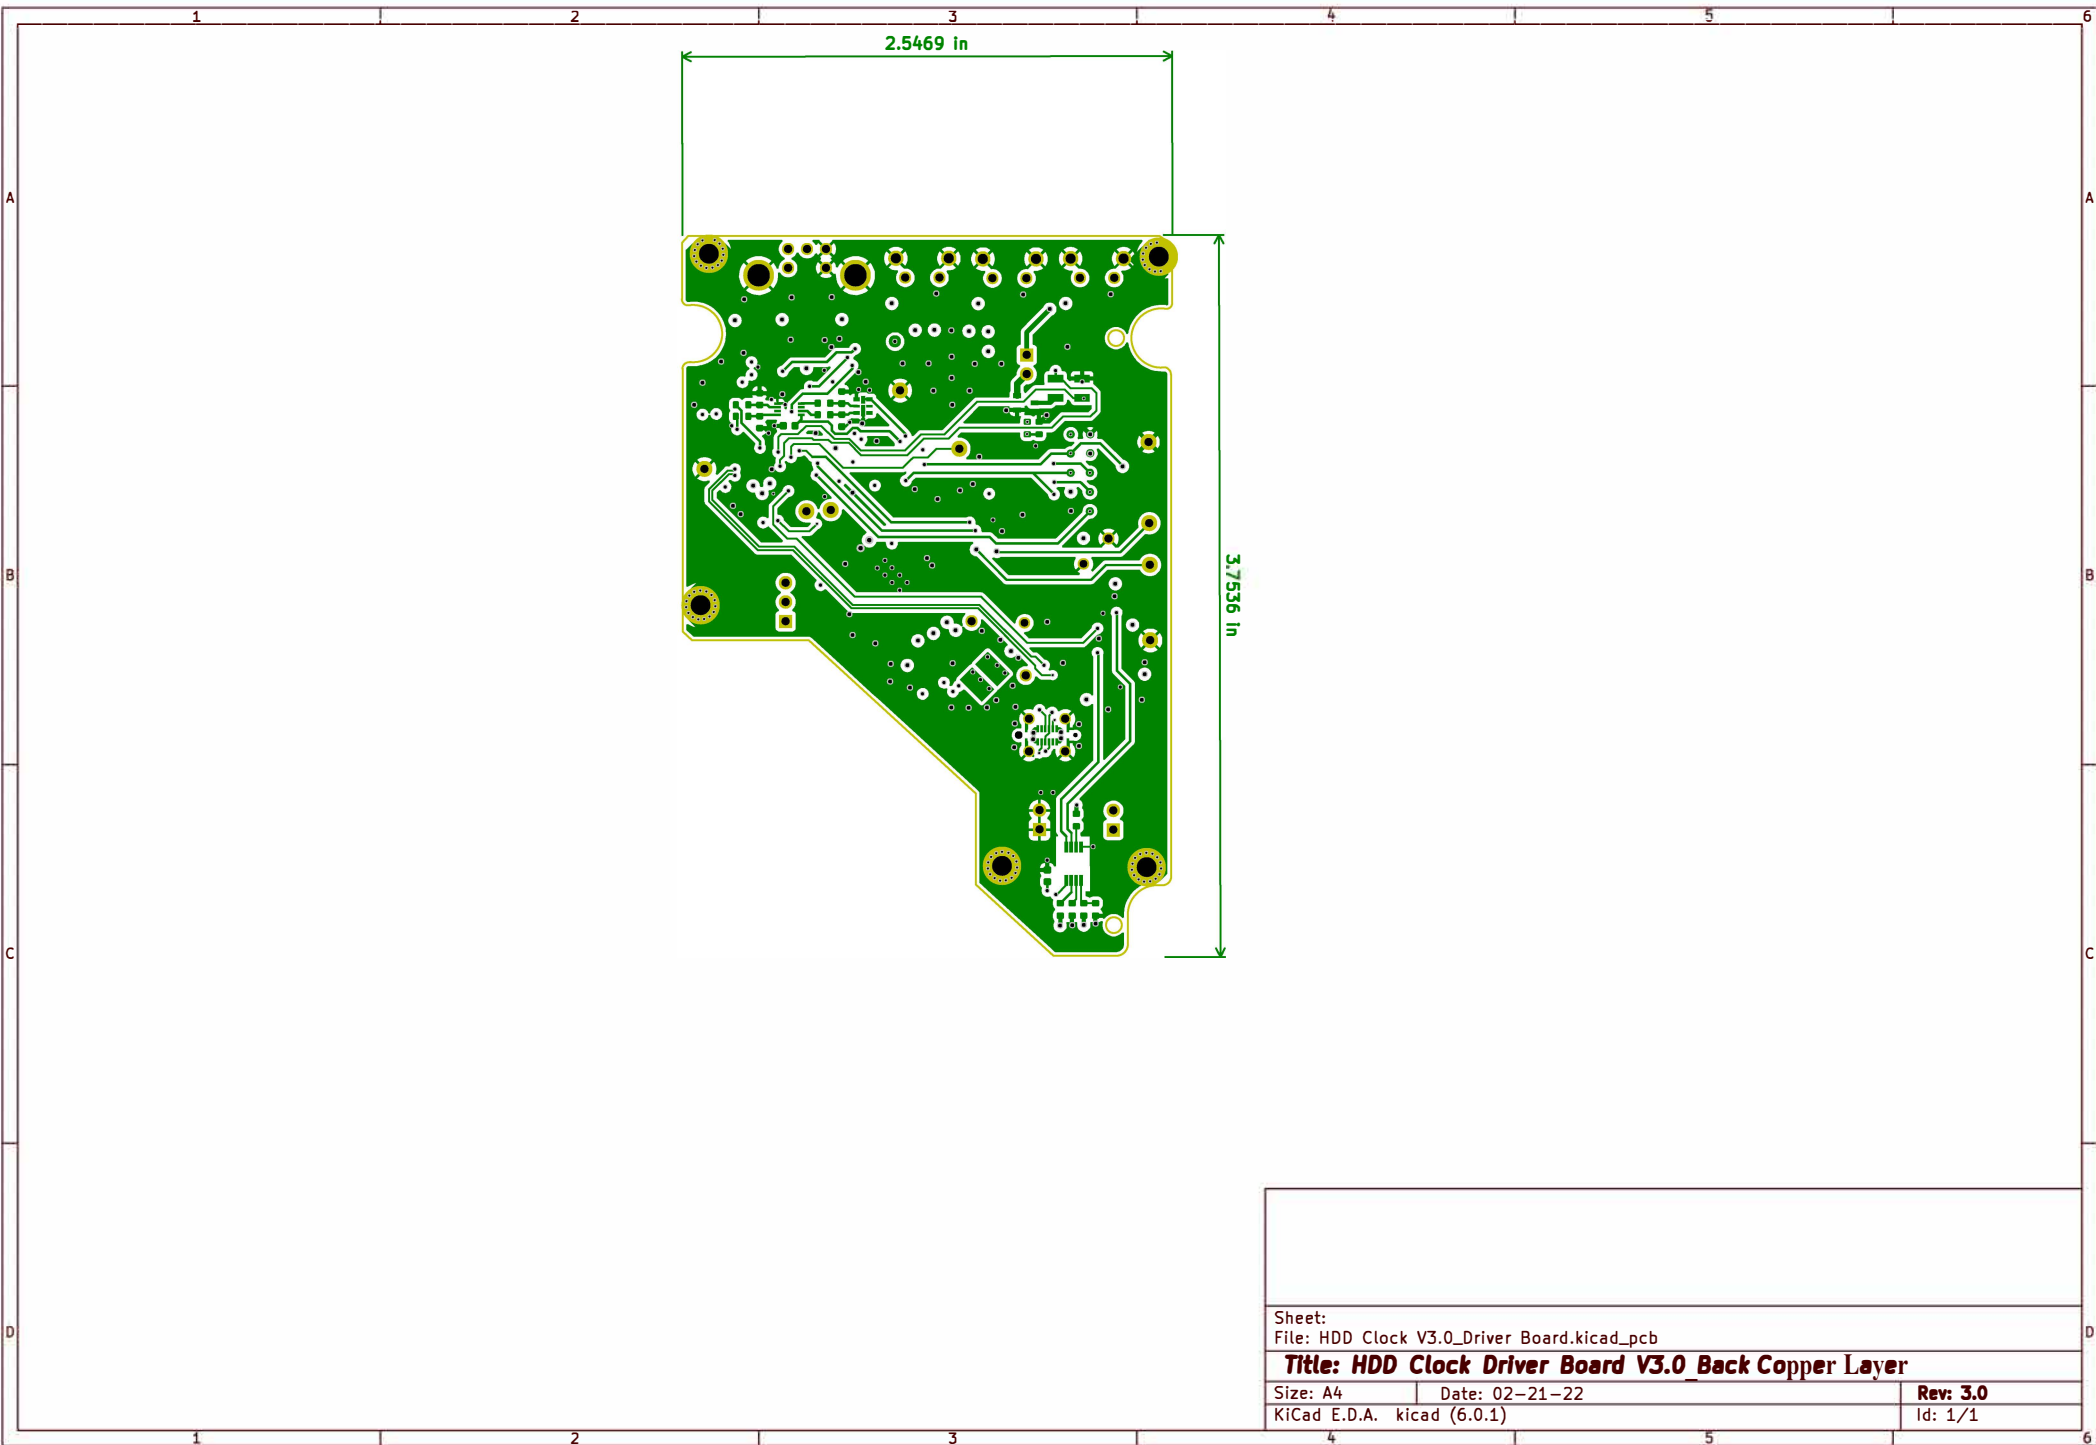 1 2 3 4 5 6
2.5469 in
A A
3.7536 in
B B
C C
D D
Sheet:
File: HDD Clock V3.0_Driver Board.kicad_pcb
Title: HDD Clock Driver Board V3.0_Back Copper Layer
Size: A4 Date: 02-21-22 Rev: 3.0
KiCad E.D.A. kicad (6.0.1) Id: 1/1
1 2 3 4 5 6